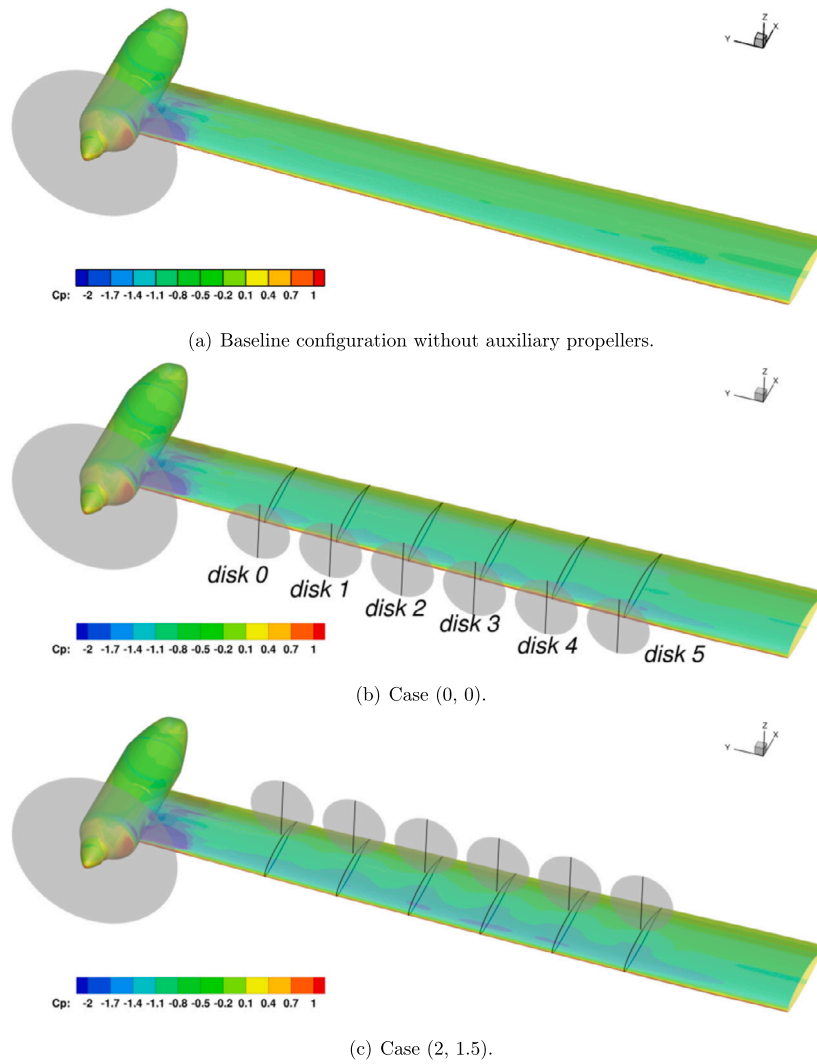 Z
X
Y
Cp: -2 -1.7 -1.4 -1.1 -0.8 -0.5 -0.2 0.1 0.4 0.7 1
(a) Baseline configuration without auxiliary propellers.
Z
X
Y
disk 0
disk 1
disk 2
disk 3
disk 4
disk 5
Cp: -2 -1.7 -1.4 -1.1 -0.8 -0.5 -0.2 0.1 0.4 0.7 1
(b) Case (0, 0).
Z
X
Y
Cp: -2 -1.7 -1.4 -1.1 -0.8 -0.5 -0.2 0.1 0.4 0.7 1
(c) Case (2, 1.5).